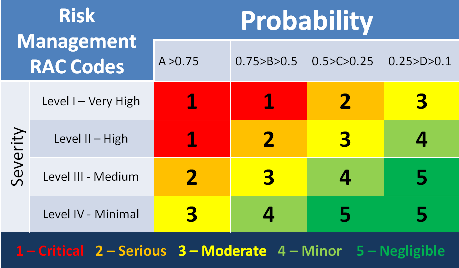 Risk Management RAC Codes
Probability
A >0.75 0.75>B>0.5 0.5>C>0.25 0.25>D>0.1
Severity
Level I – Very High 1 1 2 3
Level II – High 1 2 3 4
Level III - Medium 2 3 4 5
Level IV - Minimal 3 4 5 5
1 – Critical 2 – Serious 3 – Moderate 4 – Minor 5 – Negligible